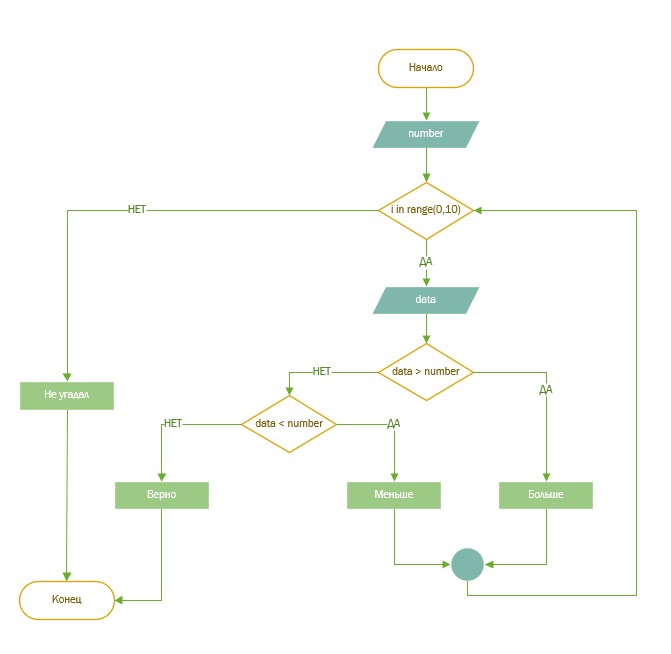 Начало
number
НЕТ
i in range(0,10)
ДА
data
НЕТ
data > number
ДА
Не угадал
НЕТ
data < number
ДА
Верно
Меньше
Больше
Конец